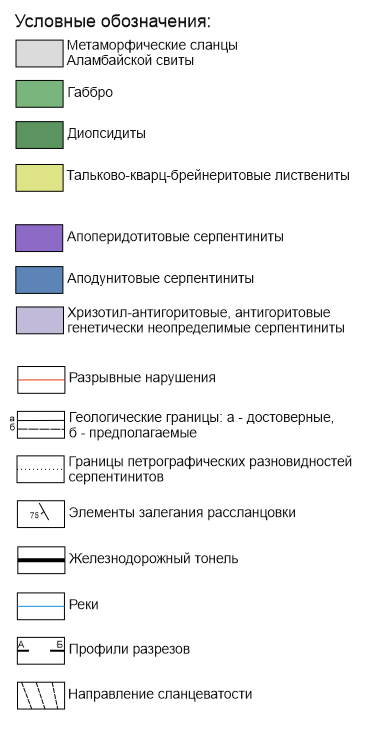 Условные обозначения:
Метаморфические сланцы
Аламбайской свиты
Габбро
Диопсидиты
Тальково-кварц-брейнеритовые листвениты
Апоперидотитовые серпентиниты
Аподунитовые серпентиниты
Хризотил-антигоритовые, антигоритовые
генетически неопределимые серпентиниты
Разрывные нарушения
а
б
Геологические границы: а - достоверные,
б - предполагаемые
Границы петрографических разновидностей
серпентинитов
75
Элементы залегания рассланцовки
Железнодорожный тонель
Реки
А Б
Профили разрезов
Направление сланцеватости